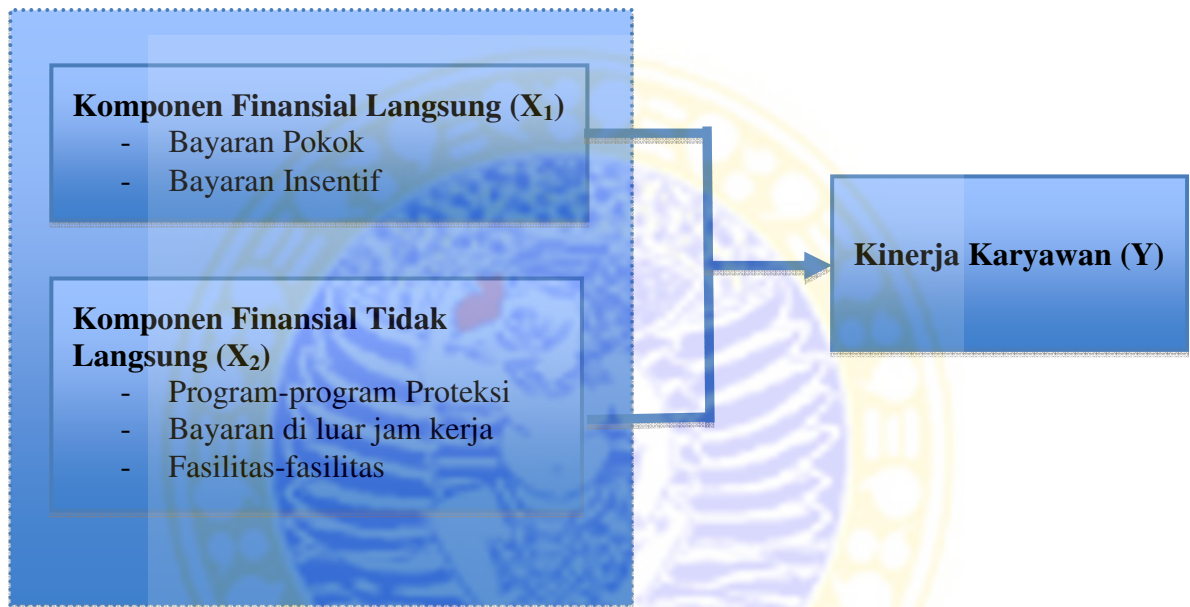 Komponen Finansial Langsung (X₁)
- Bayaran Pokok
- Bayaran Insentif
Komponen Finansial Tidak
Langsung (X₂)
- Program-program Proteksi
- Bayaran di luar jam kerja
- Fasilitas-fasilitas
Kinerja Karyawan (Y)